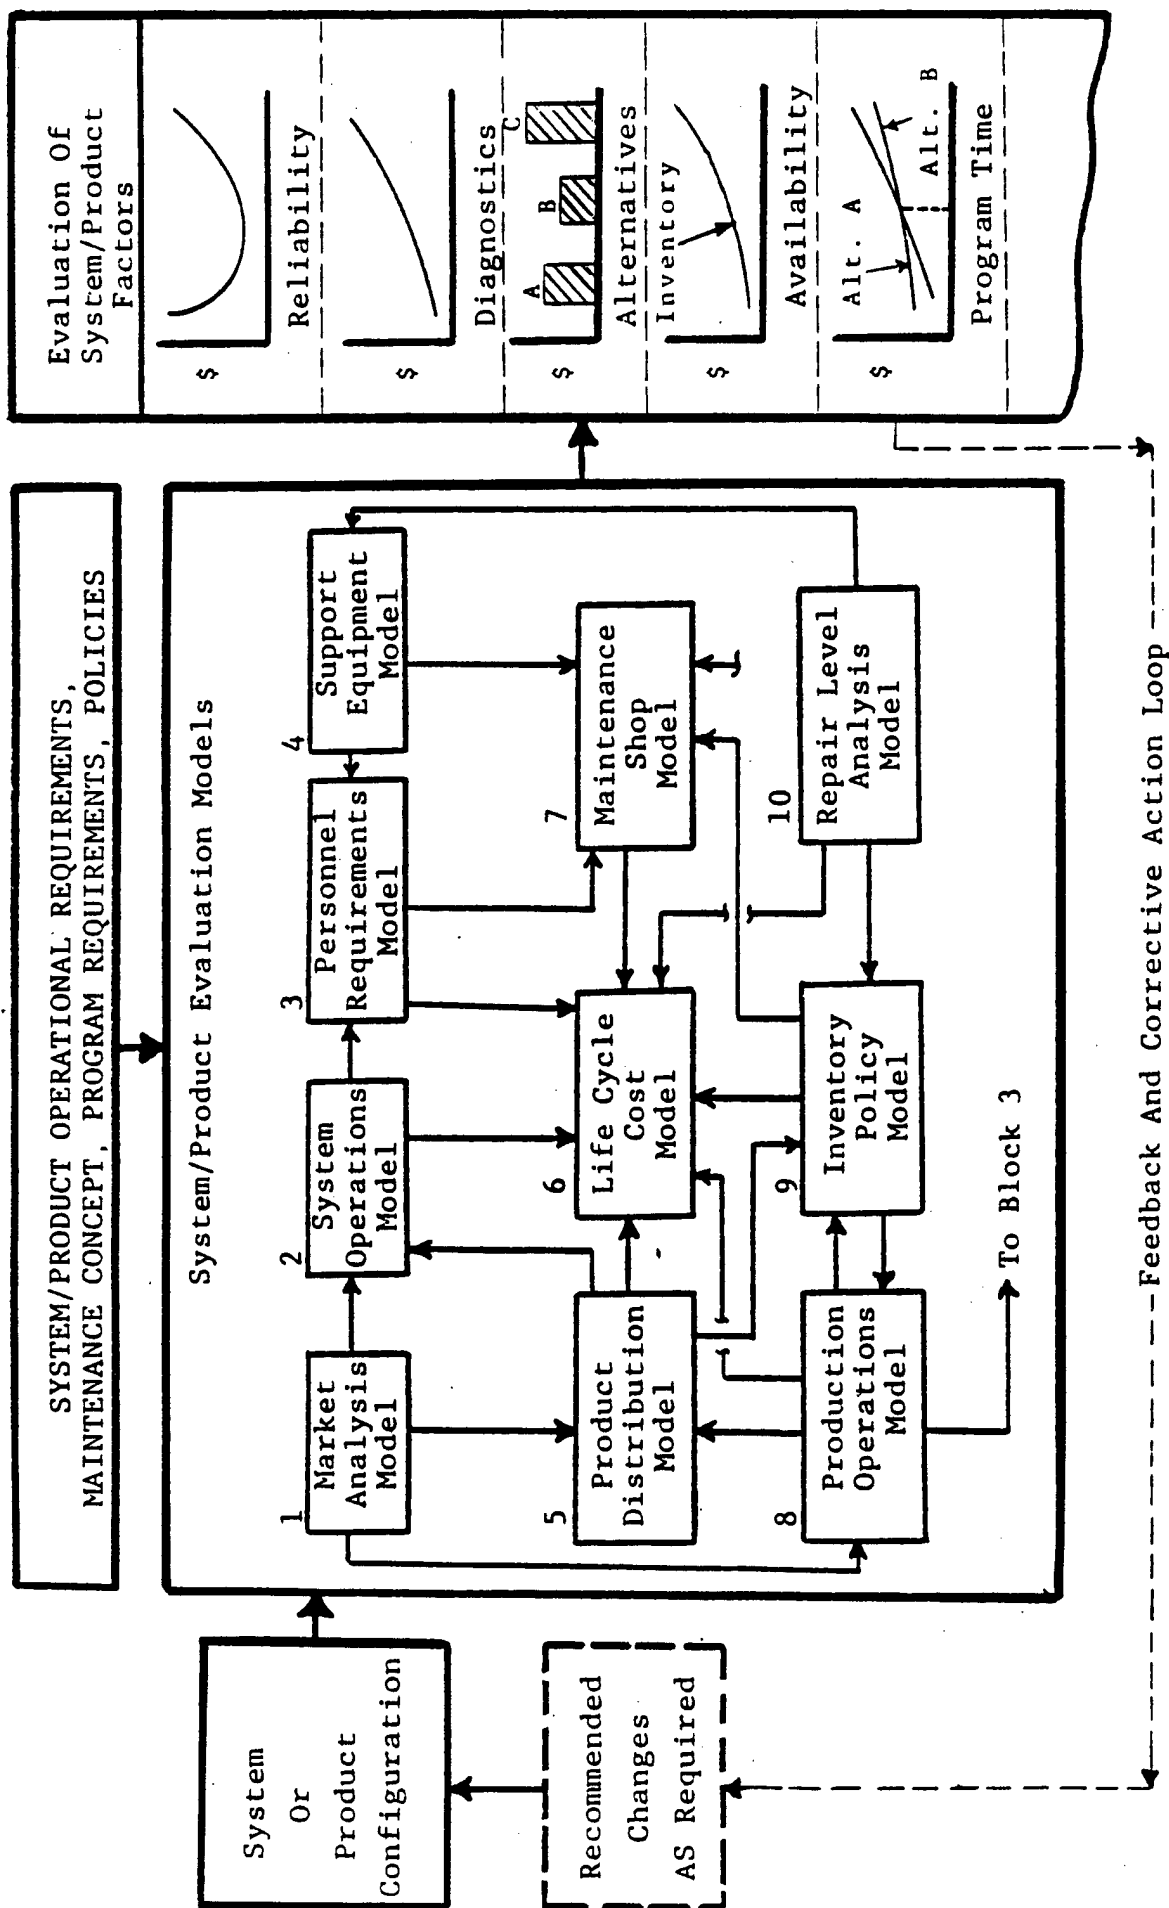 SYSTEM/PRODUCT OPERATIONAL REQUIREMENTS,
MAINTENANCE CONCEPT, PROGRAM REQUIREMENTS, POLICIES
System
Or
Product
Configuration
Recommended
Changes
AS Required
System/Product Evaluation Models
1
Market
Analysis
Model
2
System
Operations
Model
3
Personnel
Requirements
Model
4
Support
Equipment
Model
5
Product
Distribution
Model
6
Life Cycle
Cost
Model
7
Maintenance
Shop
Model
8
Production
Operations
Model
9
Inventory
Policy
Model
10
Repair Level
Analysis
Model
To Block 3
Evaluation Of
System/Product
Factors
$
Reliability
$
Diagnostics
$
A
B
C
Alternatives
$
Inventory
Availability
$
Alt. A
Alt. B
Program Time
Feedback And Corrective Action Loop